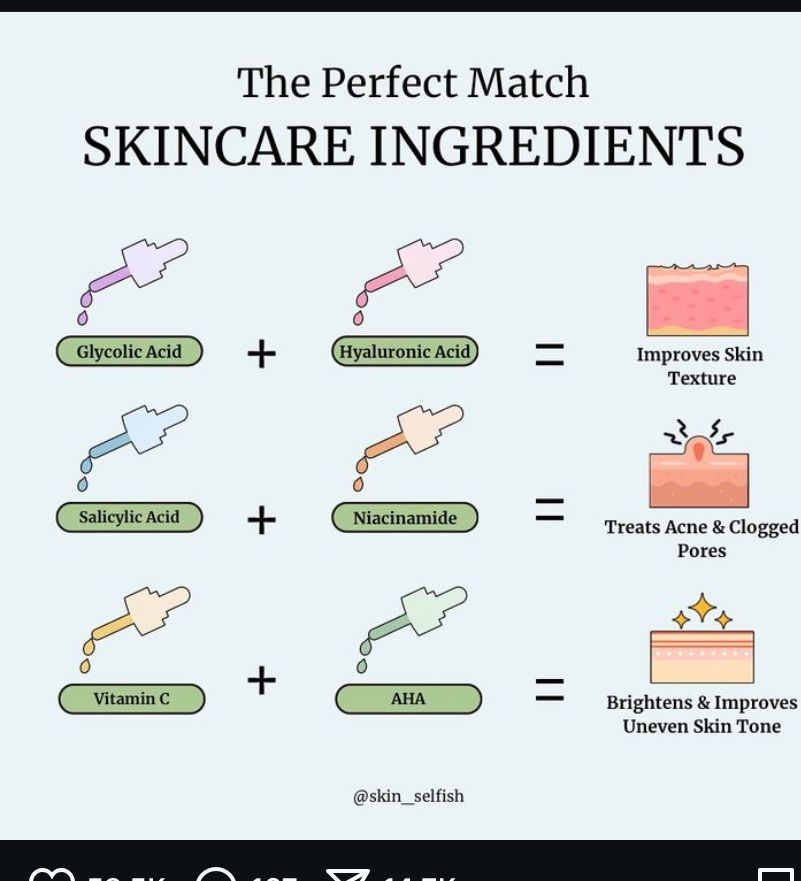 The Perfect Match
SKINCARE INGREDIENTS
Glycolic Acid + Hyaluronic Acid = Improves Skin
Texture
Salicylic Acid + Niacinamide = Treats Acne & Clogged
Pores
Vitamin C + AHA = Brightens & Improves
Uneven Skin Tone
@skin_selfish